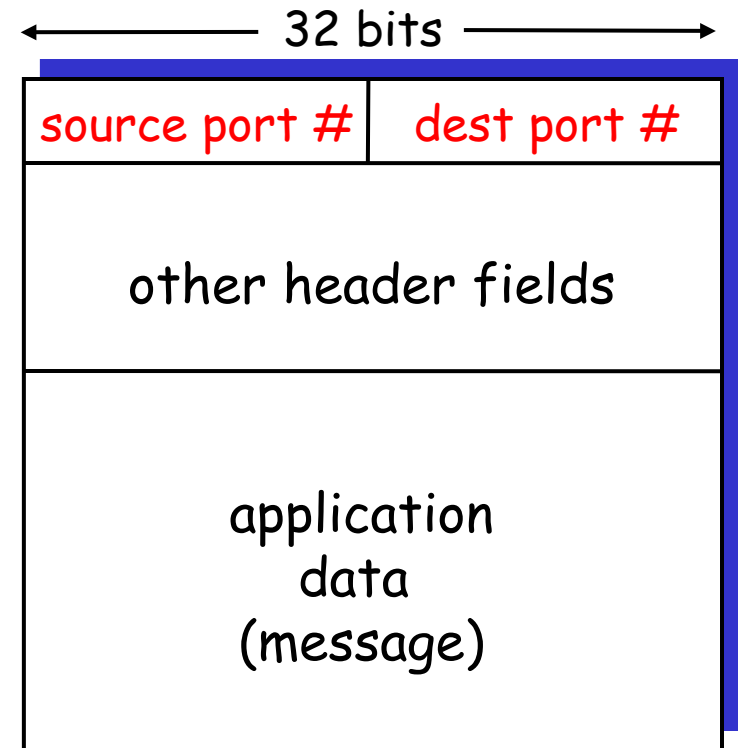 32 bits
source port # dest port #
other header fields
application
data
(message)